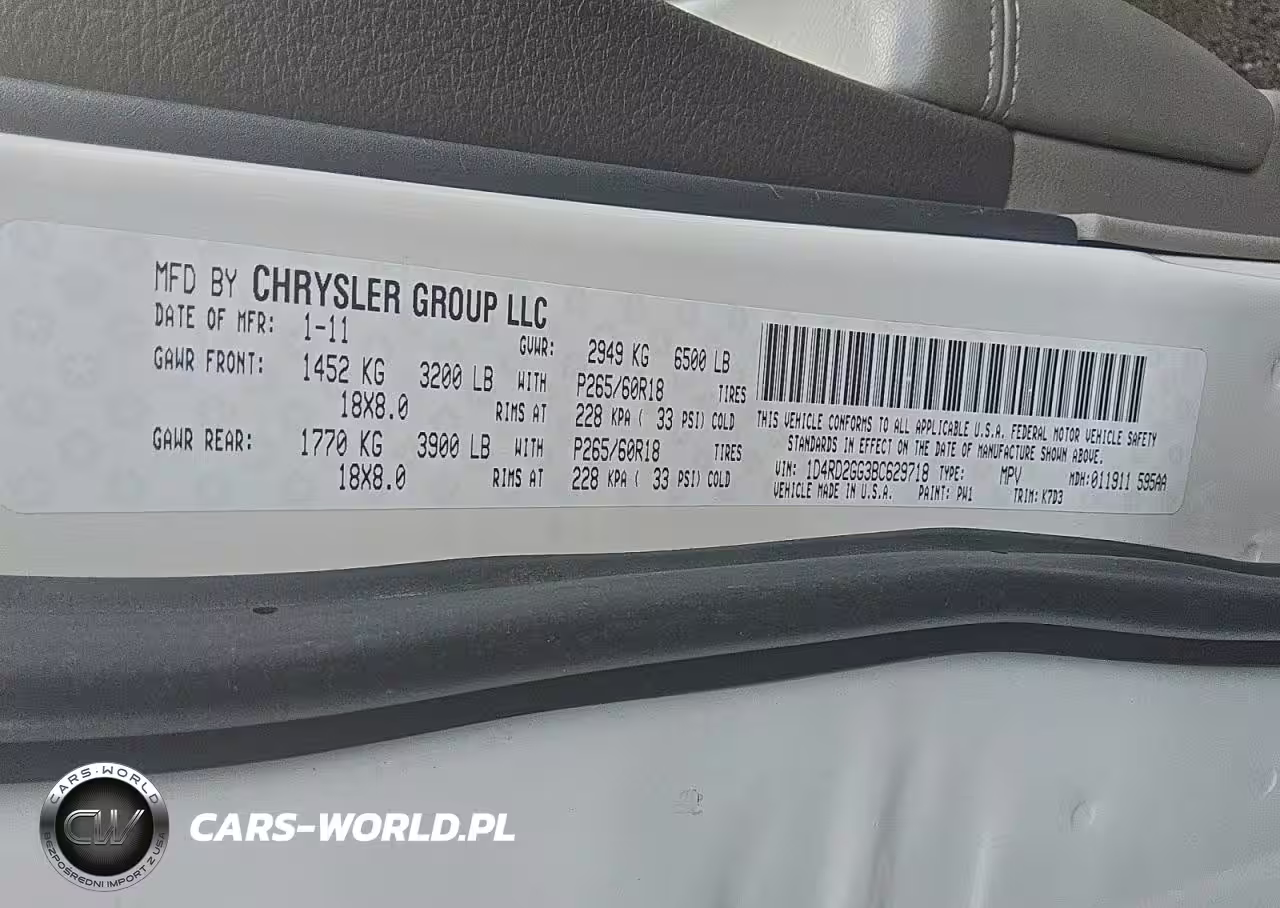 MFD BY CHRYSLER GROUP LLC
DATE OF MFR: 1-11 GVWR: 2949 KG 6500 LB
GAWR FRONT: 1452 KG 3200 LB WITH P265/60R18 TIRES
18X8.0 RIMS AT 228 KPA ( 33 PSI) COLD
GAWR REAR: 1770 KG 3900 LB WITH P265/60R18 TIRES
18X8.0 RIMS AT 228 KPA ( 33 PSI) COLD
THIS VEHICLE CONFORMS TO ALL APPLICABLE U.S.A. FEDERAL MOTOR VEHICLE SAFETY
STANDARDS IN EFFECT ON THE DATE OF MANUFACTURE SHOWN ABOVE.
VIN: 1D4RD2GG3BC629718 TYPE: MPV MDH:011911 595AA
VEHICLE MADE IN U.S.A. PAINT: PW1 TRIM: K7D3
CARS-WORLD
CW
BEZPOŚREDNI IMPORT Z USA
CARS-WORLD.PL